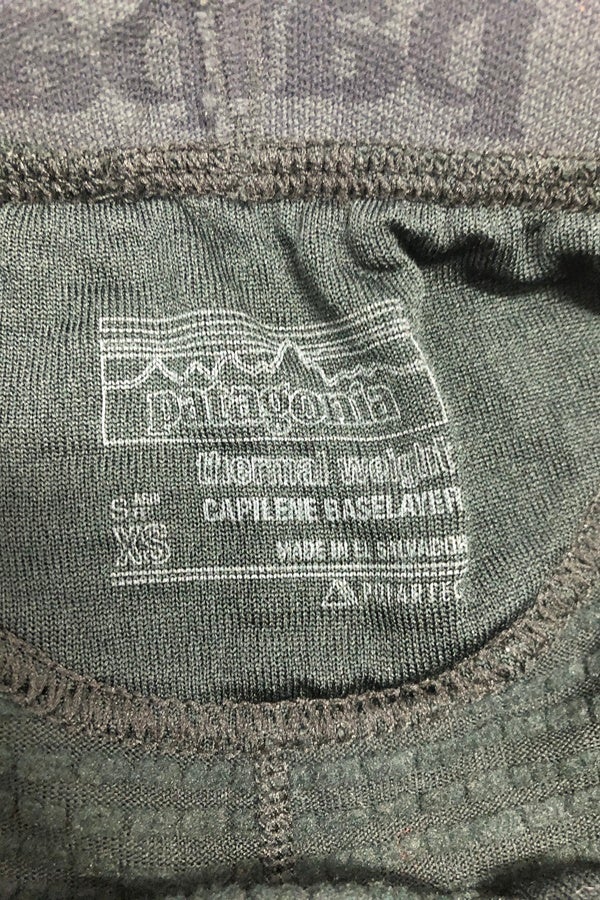 patagonia
thermal weight
CAPILENE BASELAYER
XS
MADE IN EL SALVADOR
POLARTEC